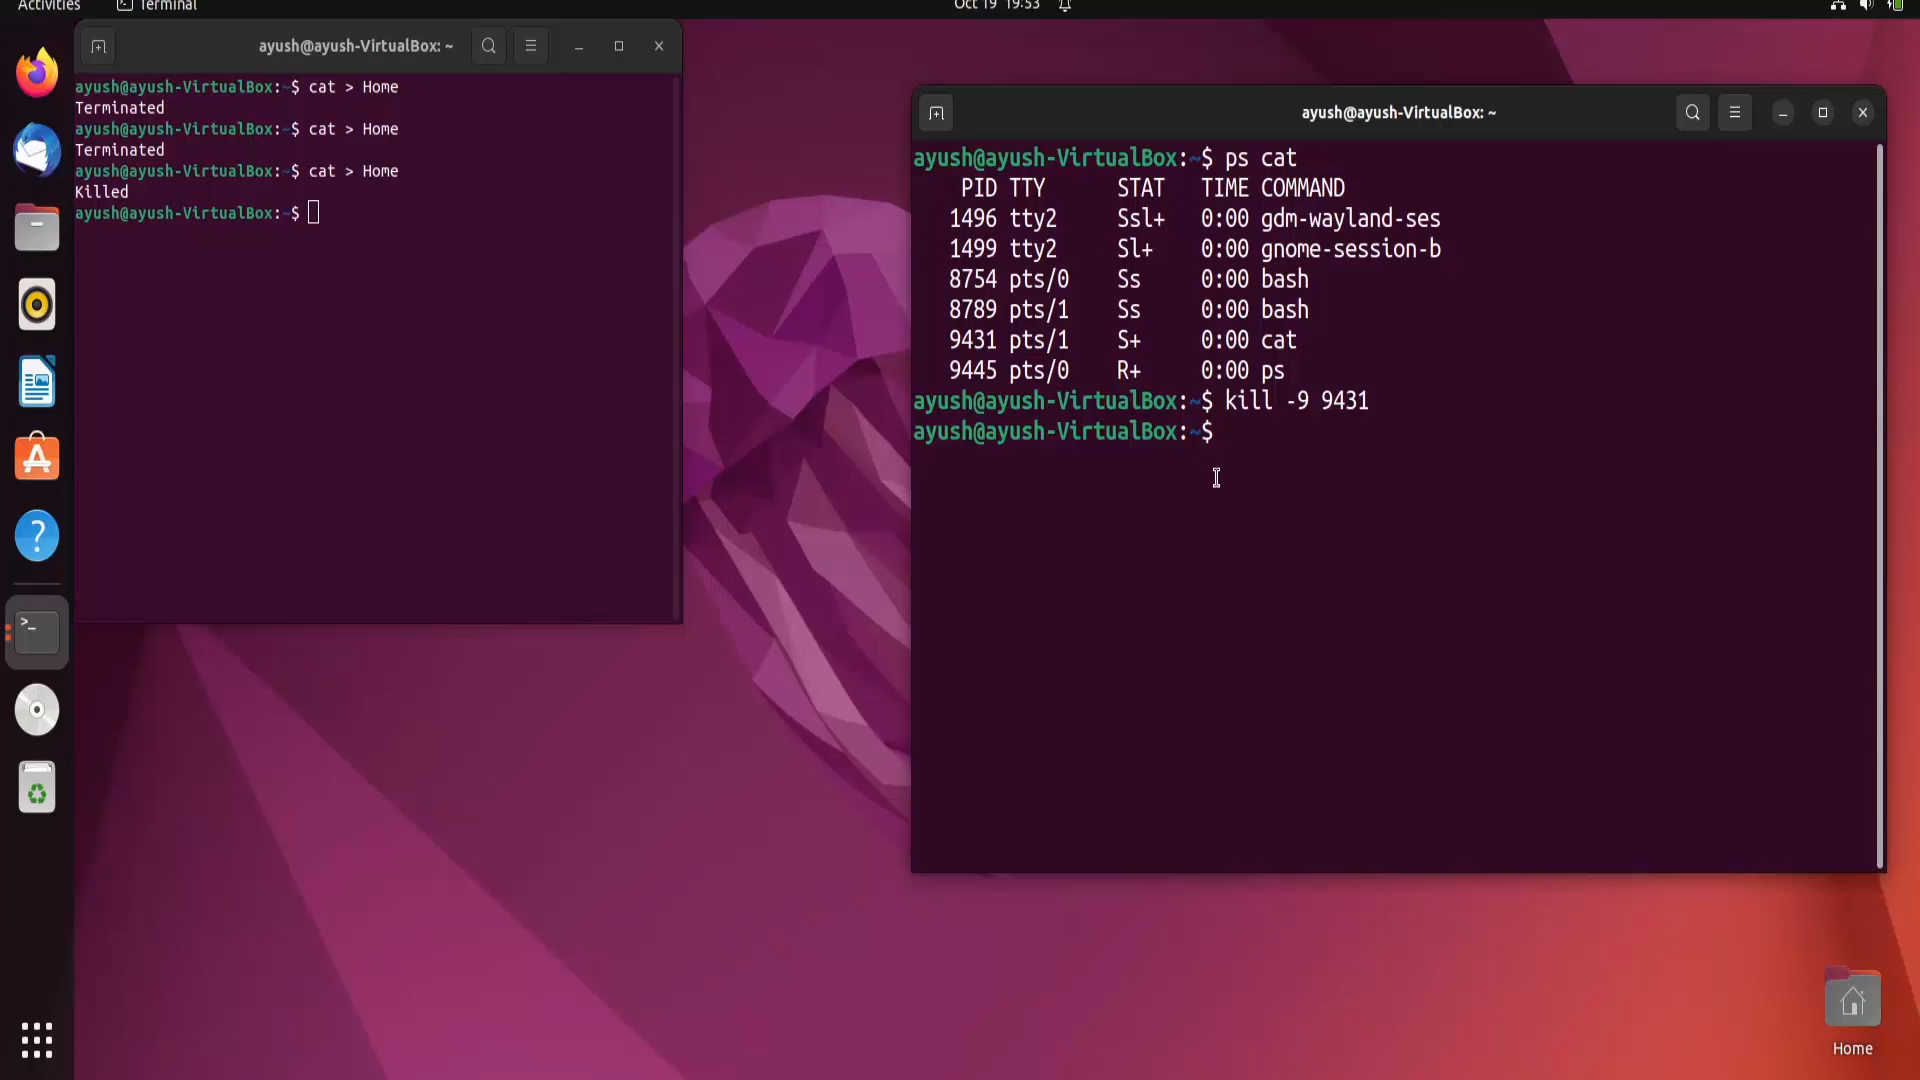 Activities
Terminal
Oct 19 19:53
ayush@ayush-VirtualBox: ~
ayush@ayush-VirtualBox:~$ cat > Home
Terminated
ayush@ayush-VirtualBox:~$ cat > Home
Terminated
ayush@ayush-VirtualBox:~$ cat > Home
Killed
ayush@ayush-VirtualBox:~$
ayush@ayush-VirtualBox: ~
ayush@ayush-VirtualBox:~$ ps cat
PID TTY STAT TIME COMMAND
1496 tty2 Ssl+ 0:00 gdm-wayland-ses
1499 tty2 Sl+ 0:00 gnome-session-b
8754 pts/0 Ss 0:00 bash
8789 pts/1 Ss 0:00 bash
9431 pts/1 S+ 0:00 cat
9445 pts/0 R+ 0:00 ps
ayush@ayush-VirtualBox:~$ kill -9 9431
ayush@ayush-VirtualBox:~$
Home